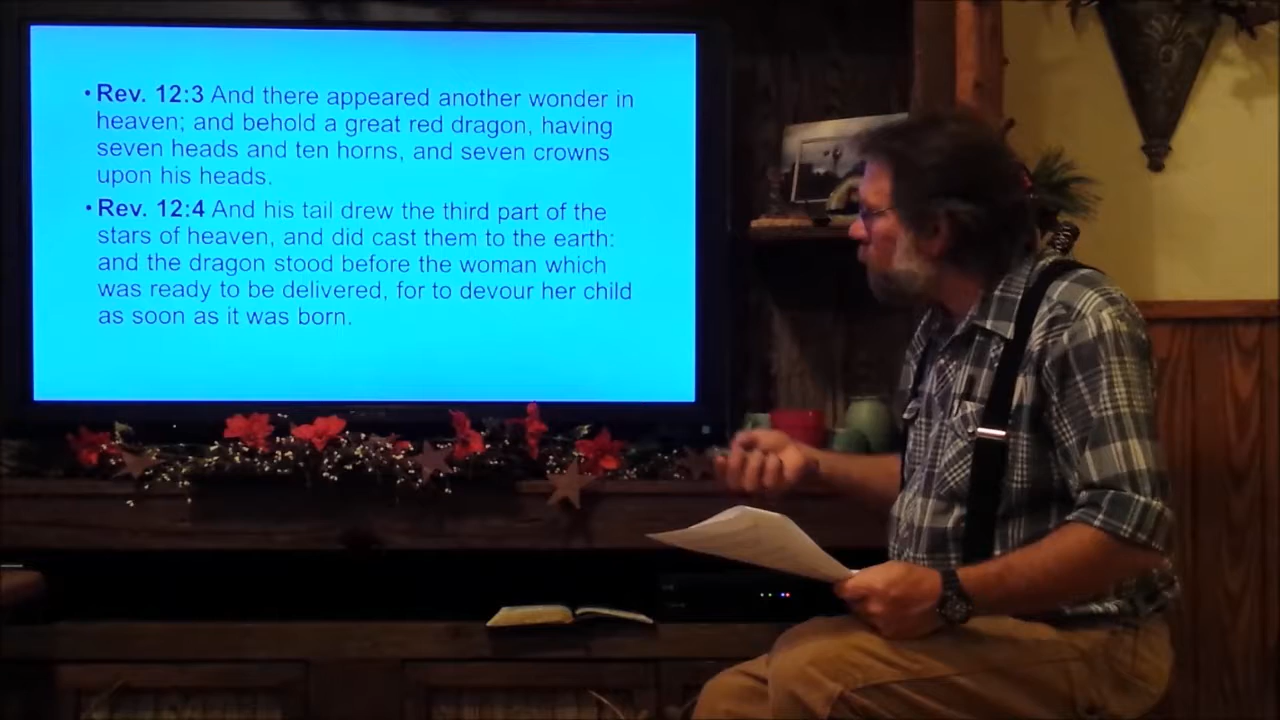 • Rev. 12:3 And there appeared another wonder in
heaven; and behold a great red dragon, having
seven heads and ten horns, and seven crowns
upon his heads.
• Rev. 12:4 And his tail drew the third part of the
stars of heaven, and did cast them to the earth:
and the dragon stood before the woman which
was ready to be delivered, for to devour her child
as soon as it was born.